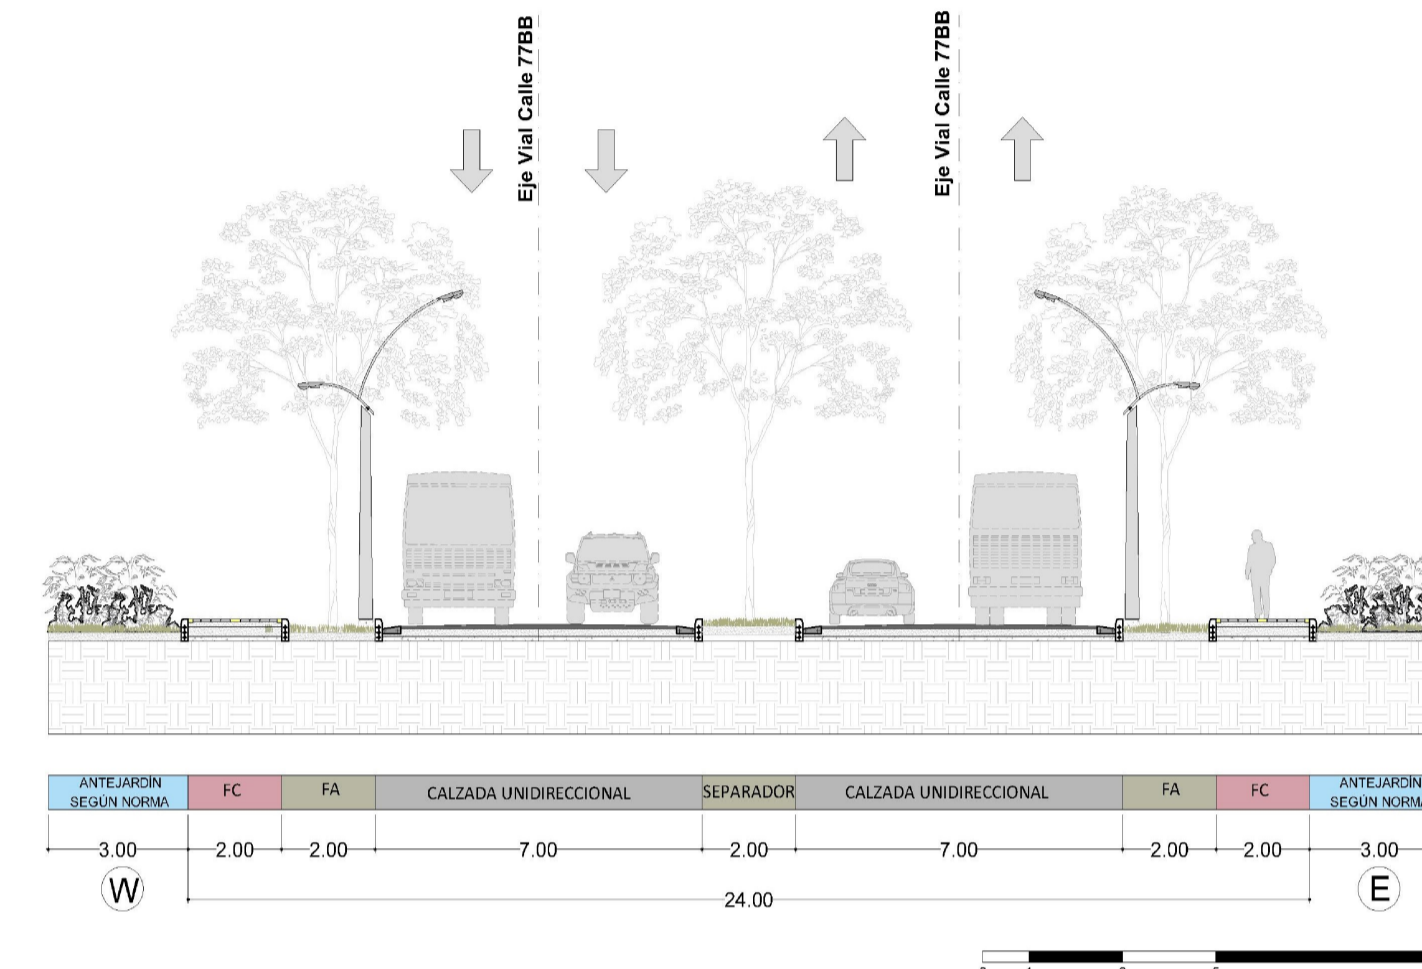 Eje Vial Calle 77BB
Eje Vial Calle 77BB
ANTEJARDÍN
SEGÚN NORMA
FC
FA
CALZADA UNIDIRECCIONAL
SEPARADOR
CALZADA UNIDIRECCIONAL
FA
FC
ANTEJARDÍN
SEGÚN NORMA
3.00
2.00
2.00
7.00
2.00
7.00
2.00
2.00
3.00
W
24.00
E